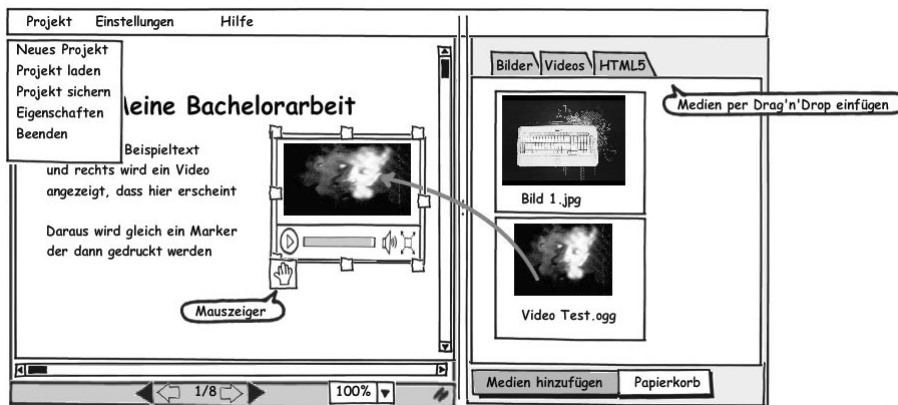 Projekt Einstellungen Hilfe
Neues Projekt
Projekt laden
Projekt sichern
Eigenschaften
Beenden
eine Bachelorarbeit
Beispieltext
und rechts wird ein Video
angezeigt, dass hier erscheint
Daraus wird gleich ein Marker
der dann gedruckt werden
Mauszeiger
1/8
100%
Bilder Videos HTML5
Medien per Drag'n'Drop einfügen
Bild 1.jpg
Video Test.ogg
Medien hinzufügen Papierkorb